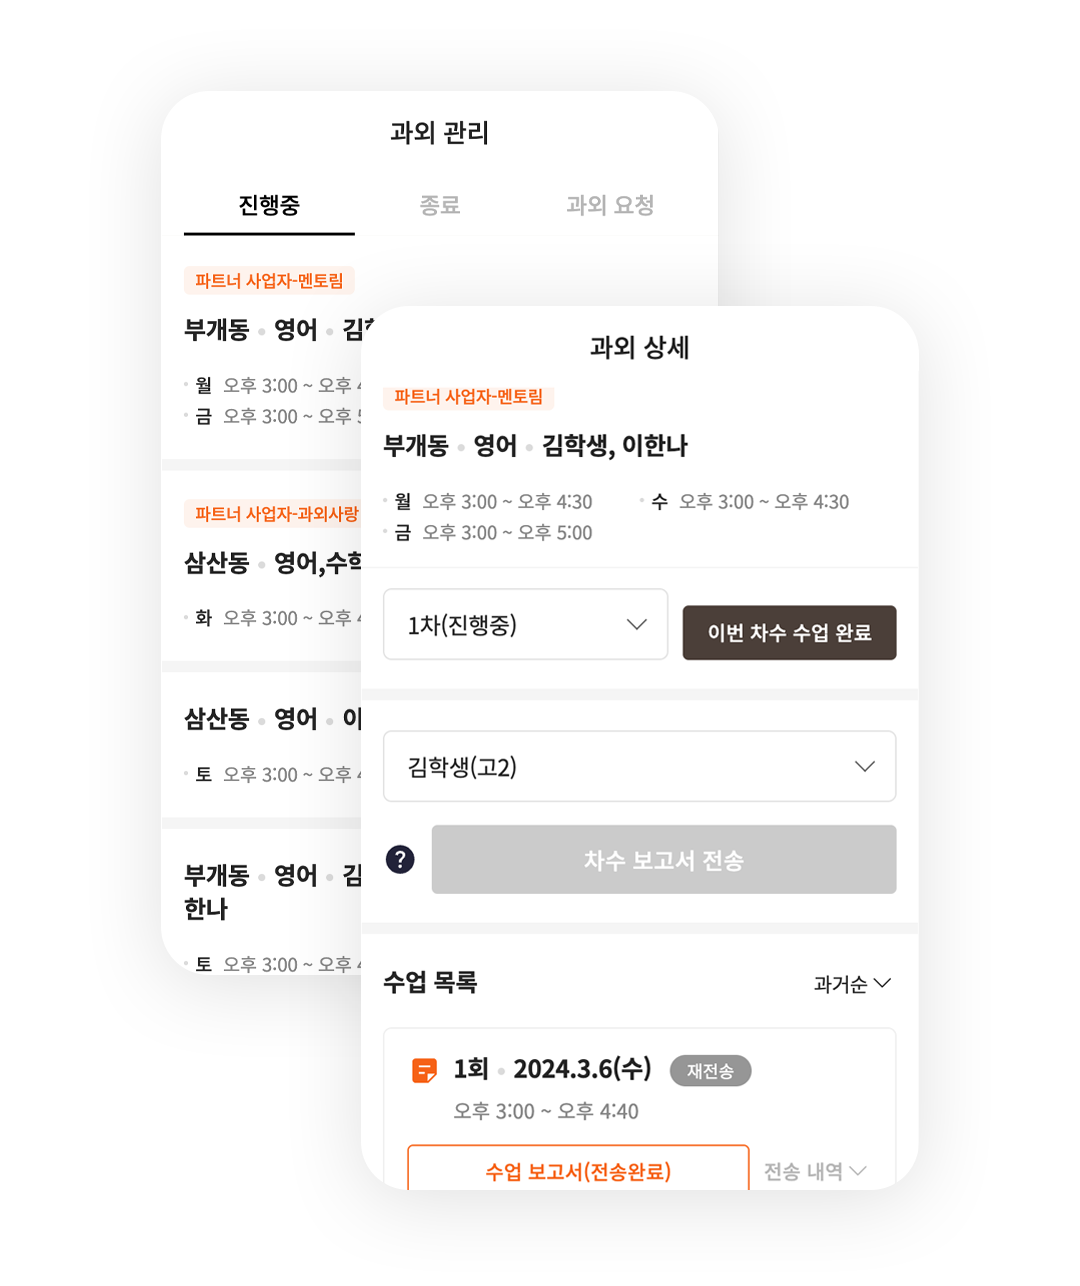 과외 관리
진행중 종료 과외 요청
파트너 사업자-멘토림
부개동 • 영어 •
월 오후 3:00 ~ 오후
금 오후 3:00 ~ 오후
파트너 사업자-과외사랑
삼산동 • 영어,수학
화 오후 3:00 ~ 오후
삼산동 • 영어 • 이
토 오후 3:00 ~ 오후
부개동 • 영어 • 김
한나
토 오후 3:00 ~ 오후
과외 상세
파트너 사업자-멘토림
부개동 • 영어 • 김학생, 이한나
월 오후 3:00 ~ 오후 4:30 수 오후 3:00 ~ 오후 4:30
금 오후 3:00 ~ 오후 5:00
1차(진행중) 이번 차수 수업 완료
김학생(고2)
? 차수 보고서 전송
수업 목록 과거순
1회 • 2024.3.6(수) 재전송
오후 3:00 ~ 오후 4:40
수업 보고서(전송완료) 전송 내역